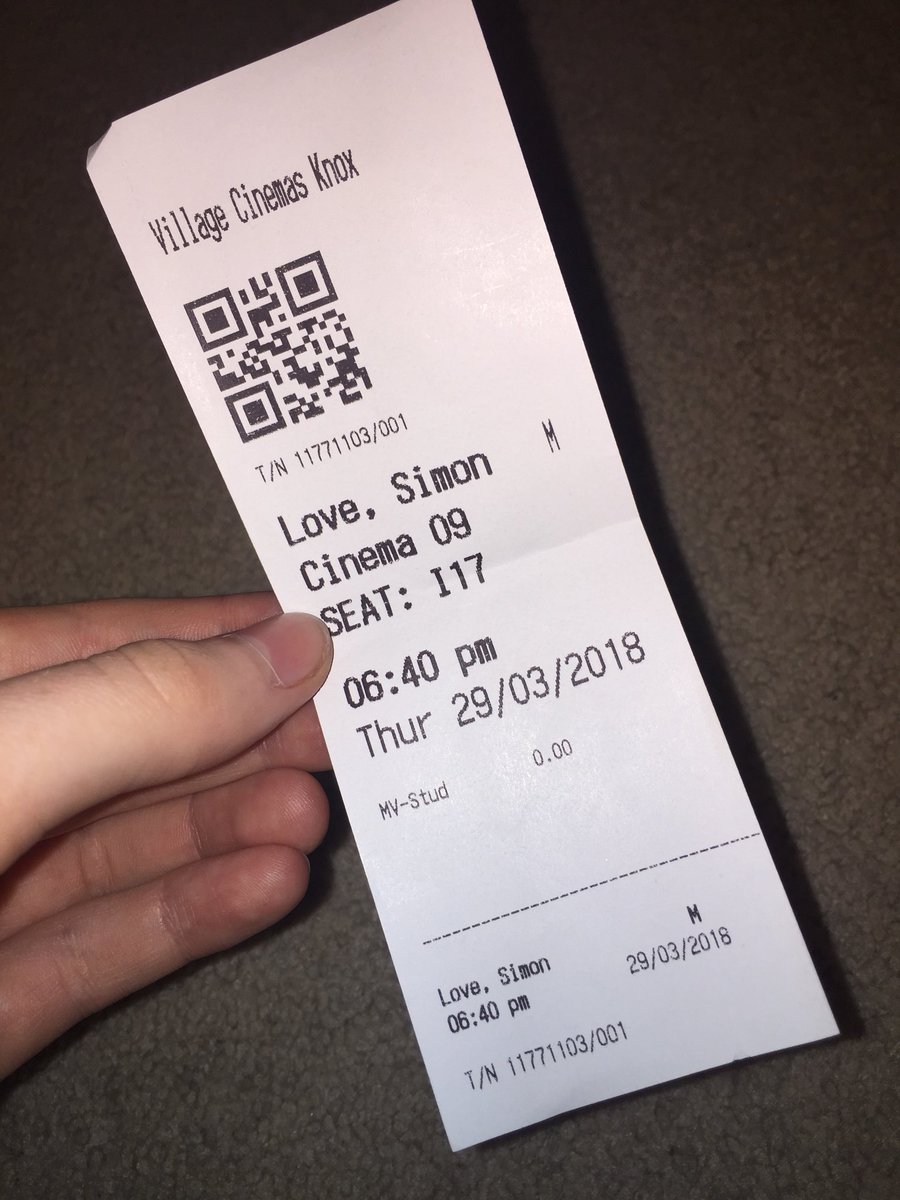 Village Cinemas Knox
T/N 11771103/001
Love, Simon M
Cinema 09
SEAT: I17
06:40 pm
Thur 29/03/2018
MV-Stud 0.00
Love, Simon M
06:40 pm 29/03/2018
T/N 11771103/001